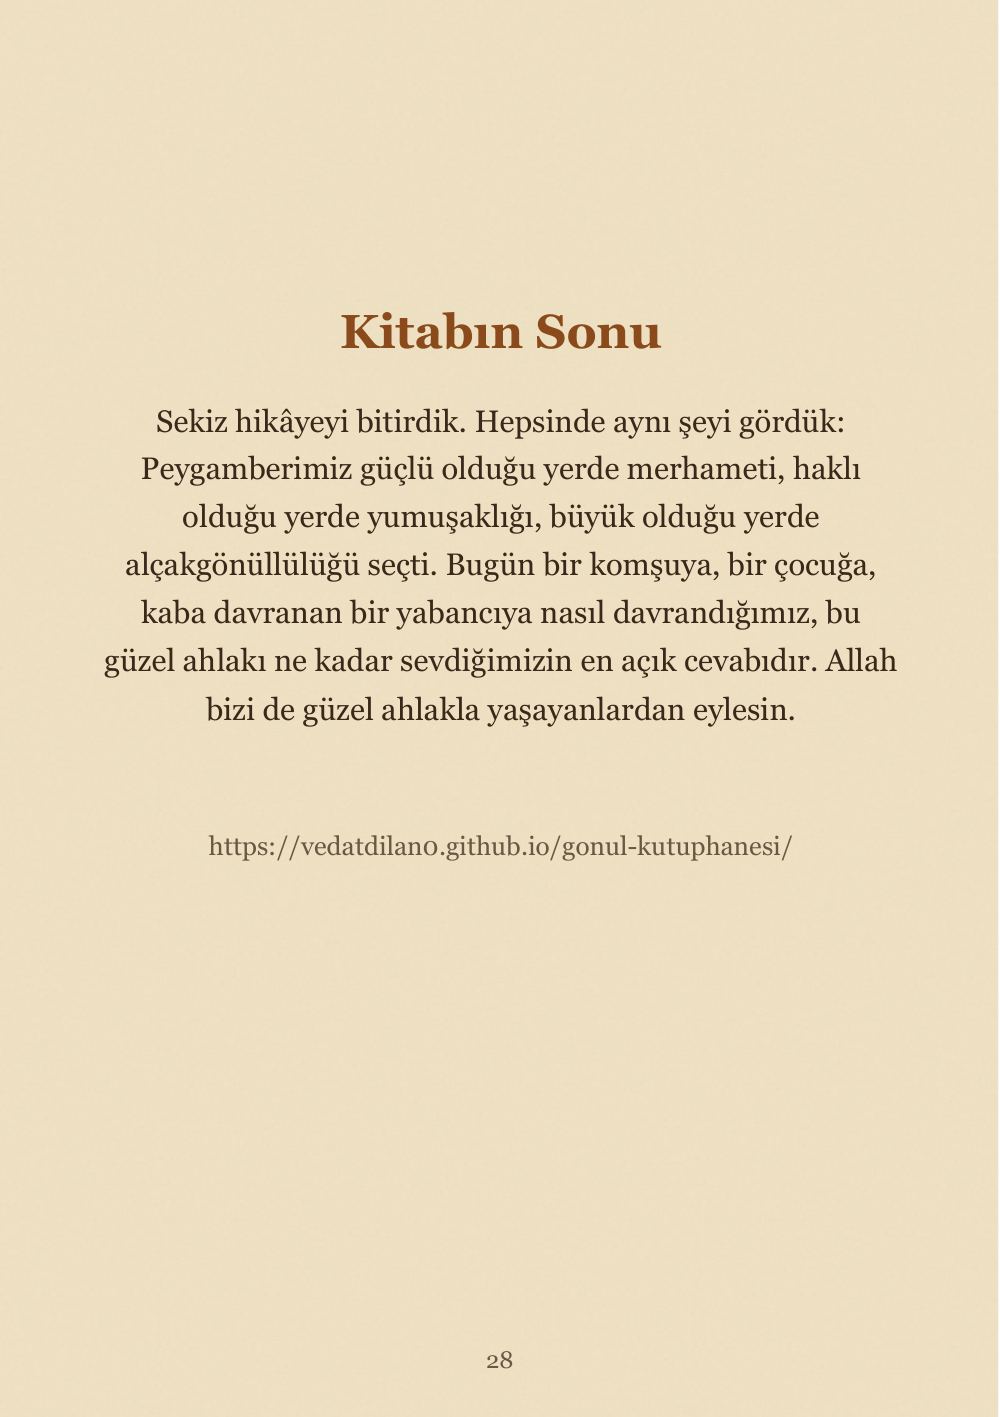 Kitabın Sonu
Sekiz hikâyeyi bitirdik. Hepsinde aynı şeyi gördük:
Peygamberimiz güçlü olduğu yerde merhameti, haklı
olduğu yerde yumuşaklığı, büyük olduğu yerde
alçakgönüllülüğü seçti. Bugün bir komşuya, bir çocuğa,
kaba davranan bir yabancıya nasıl davrandığımız, bu
güzel ahlakı ne kadar sevdiğimizin en açık cevabıdır. Allah
bizi de güzel ahlakla yaşayanlardan eylesin.
https://vedatdilan0.github.io/gonul-kutuphanesi/
28